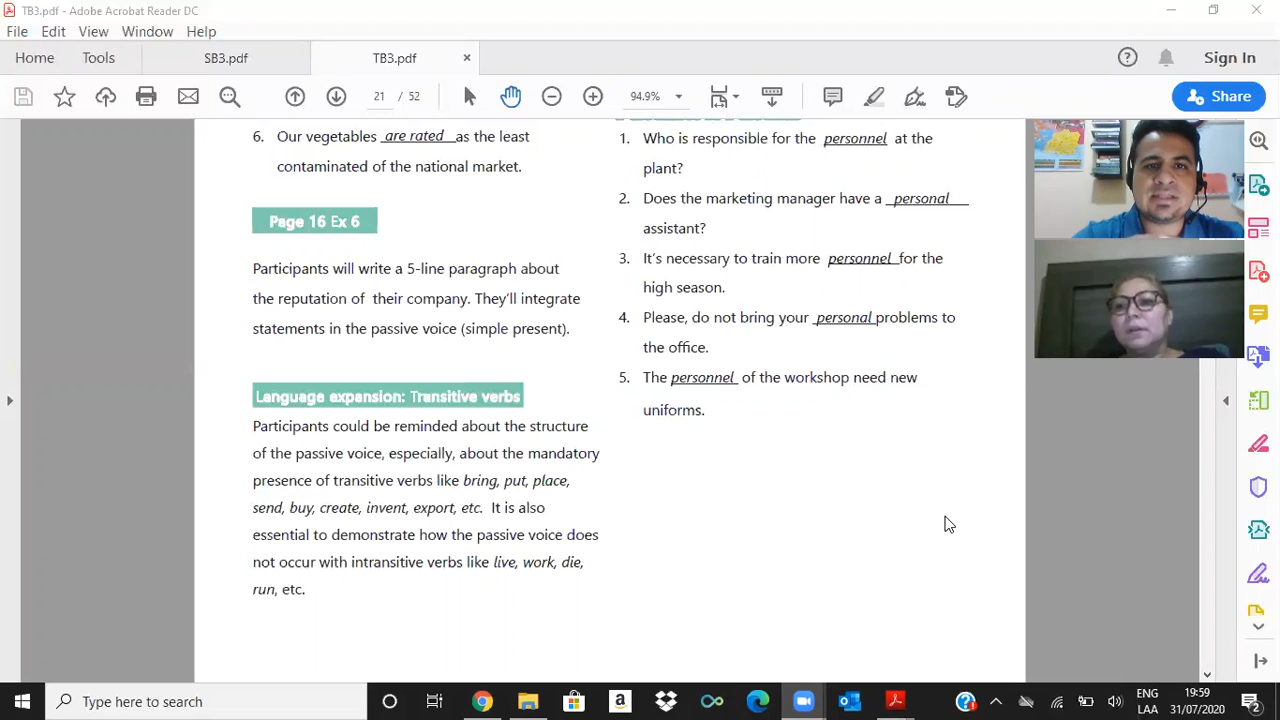 TB3.pdf - Adobe Acrobat Reader DC
File Edit View Window Help
Home Tools SB3.pdf TB3.pdf × Sign In
21 / 52 94.9% Share
6. Our vegetables are rated as the least
contaminated of the national market.
Page 16 Ex 6
Participants will write a 5-line paragraph about
the reputation of their company. They'll integrate
statements in the passive voice (simple present).
Language expansion: Transitive verbs
Participants could be reminded about the structure
of the passive voice, especially, about the mandatory
presence of transitive verbs like bring, put, place,
send, buy, create, invent, export, etc. It is also
essential to demonstrate how the passive voice does
not occur with intransitive verbs like live, work, die,
run, etc.
1. Who is responsible for the personnel at the
plant?
2. Does the marketing manager have a personal
assistant?
3. It's necessary to train more personnel for the
high season.
4. Please, do not bring your personal problems to
the office.
5. The personnel of the workshop need new
uniforms.
Type here to search
ENG 19:59
LAA 31/07/2020 2